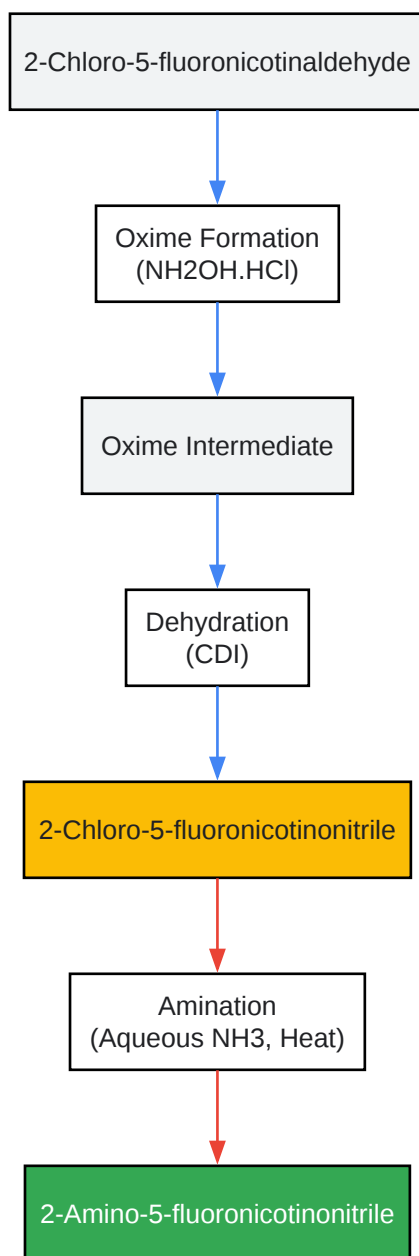 2-Chloro-5-fluoronicotinaldehyde
Oxime Formation
(NH2OH.HCl)
Oxime Intermediate
Dehydration
(CDI)
2-Chloro-5-fluoronicotinonitrile
Amination
(Aqueous NH3, Heat)
2-Amino-5-fluoronicotinonitrile